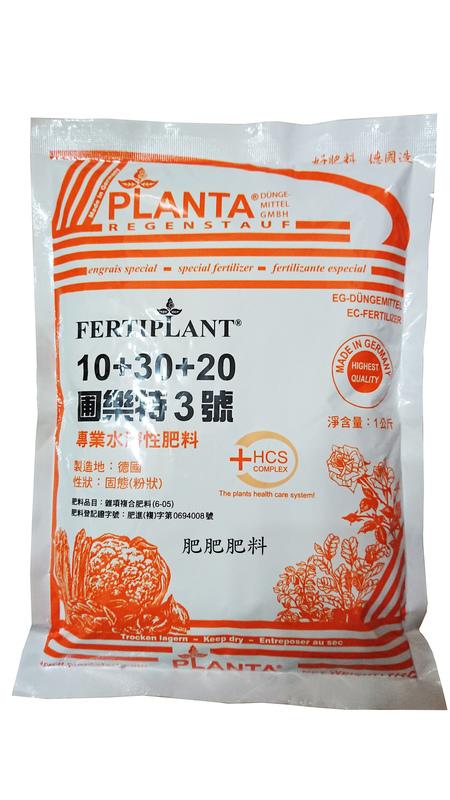 好肥料 德國造
Made in Germany
PLANTA® DÜNGE-
MITTEL
GMBH
REGENSTAUF
engrais special – special fertilizer – fertilizante especial
EG-DÜNGEMITTEL
EC-FERTILIZER
FERTIPLANT®
10+30+20
圃樂特3號
專業水溶性肥料
MADE IN GERMANY
HIGHEST
QUALITY
淨含量：1公斤
製造地：德國
性狀：固態(粉狀)
+HCS
COMPLEX
The plants health care system!
肥料品目：雜項複合肥料(6-05)
肥料登記證字號：肥進(複)字第0694008號
肥肥肥料
Trocken lagern – Keep dry – Entreposer au sec
PLANTA®